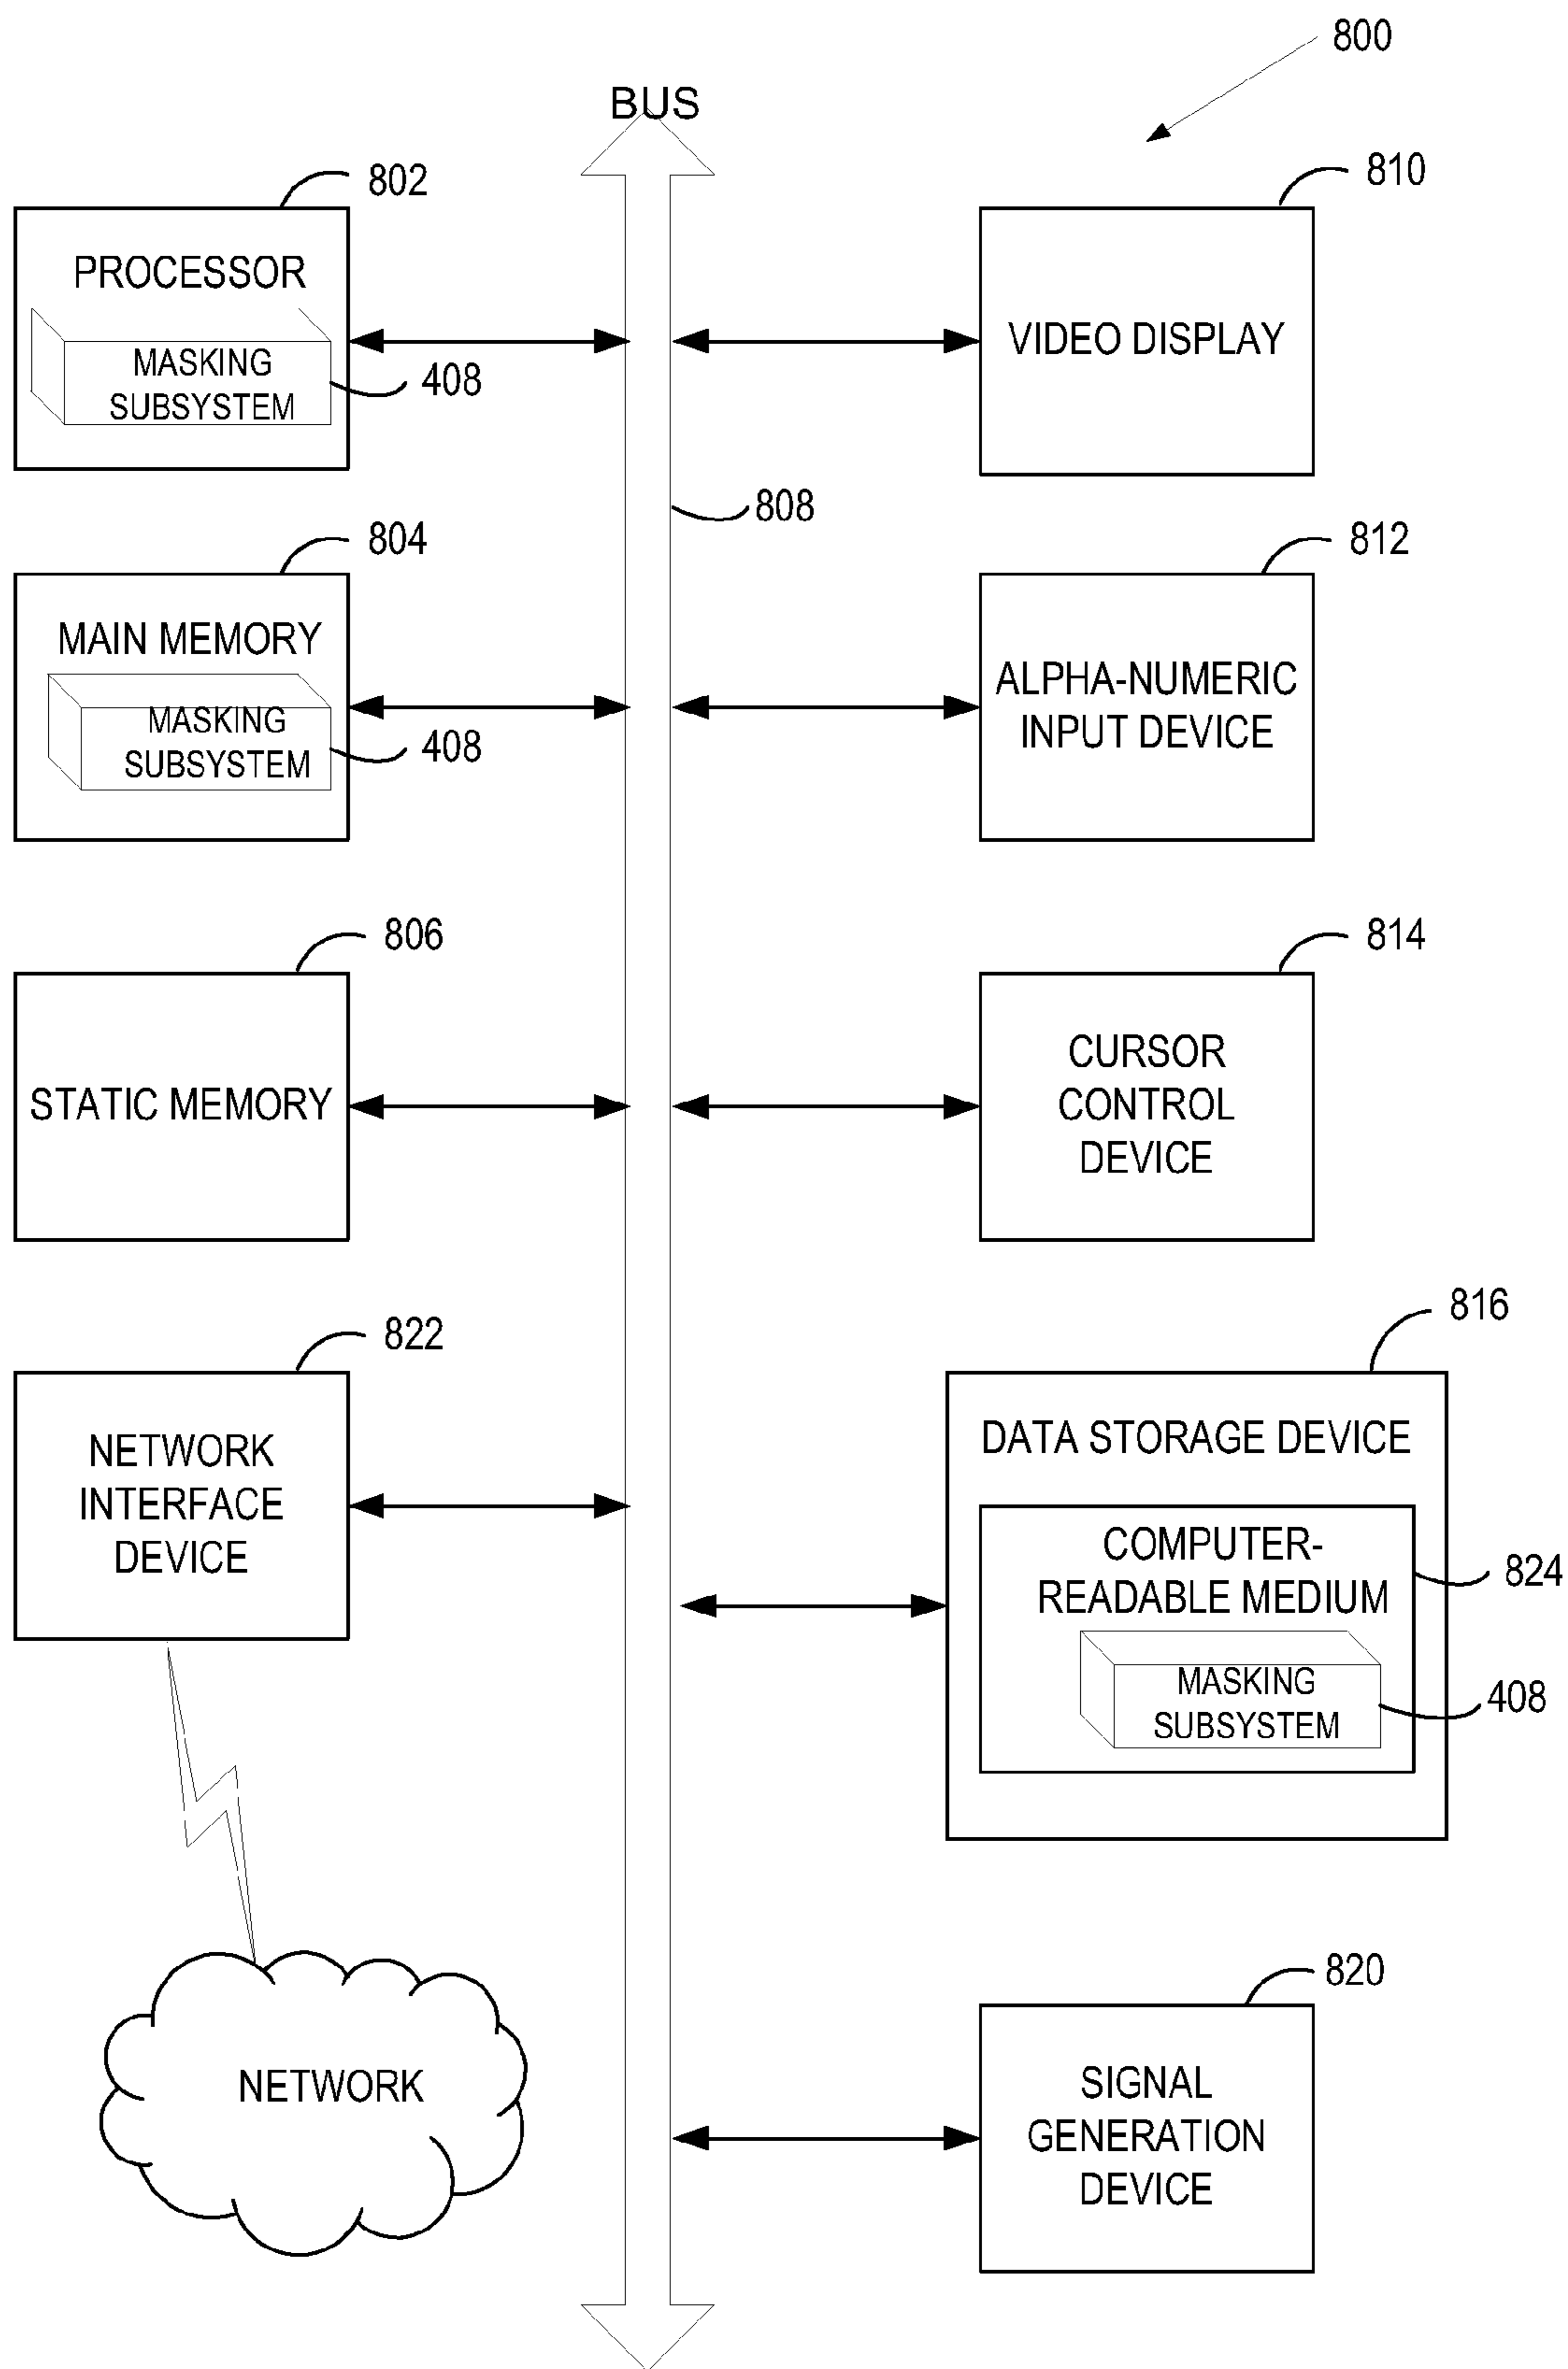 800
BUS
802
810
PROCESSOR
VIDEO DISPLAY
MASKING
SUBSYSTEM
408
808
804
812
MAIN MEMORY
ALPHA-NUMERIC
INPUT DEVICE
MASKING
SUBSYSTEM
408
806
814
STATIC MEMORY
CURSOR
CONTROL
DEVICE
822
816
NETWORK
INTERFACE
DEVICE
DATA STORAGE DEVICE
COMPUTER-
READABLE MEDIUM
824
MASKING
SUBSYSTEM
408
820
NETWORK
SIGNAL
GENERATION
DEVICE